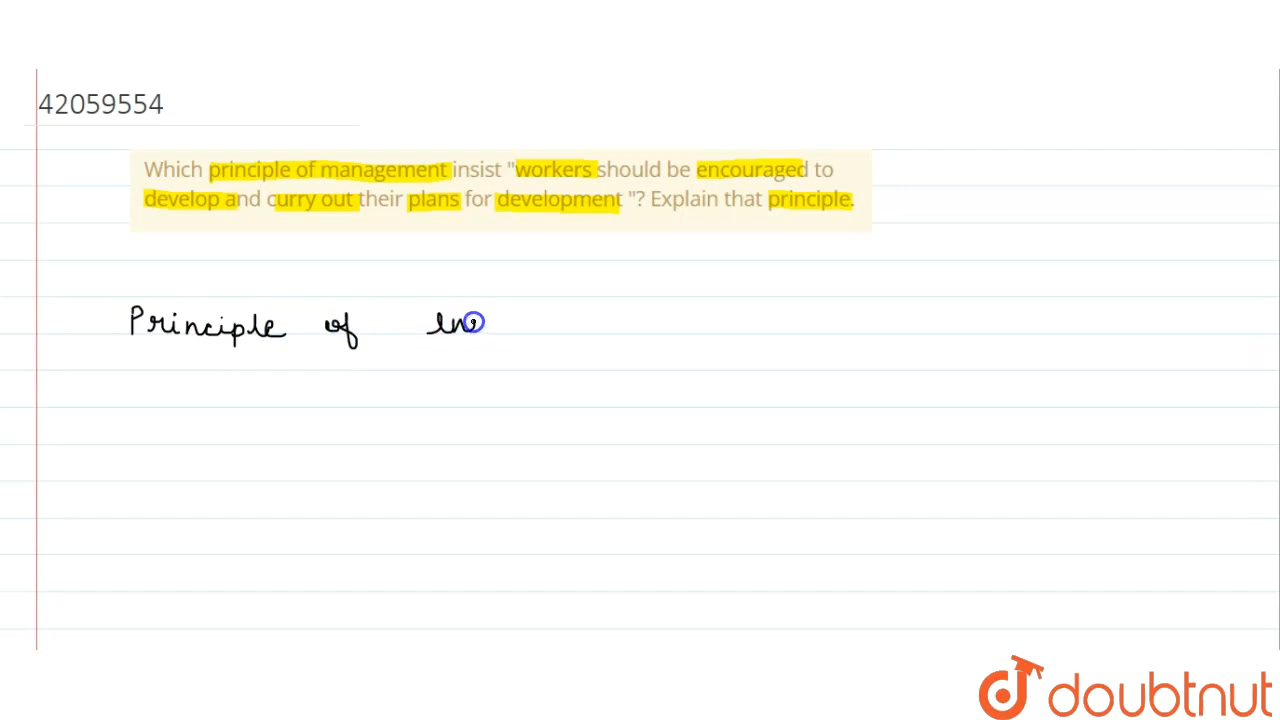 42059554
Which principle of management insist "workers should be encouraged to
develop and curry out their plans for development "? Explain that principle.
Principle of
doubtnut